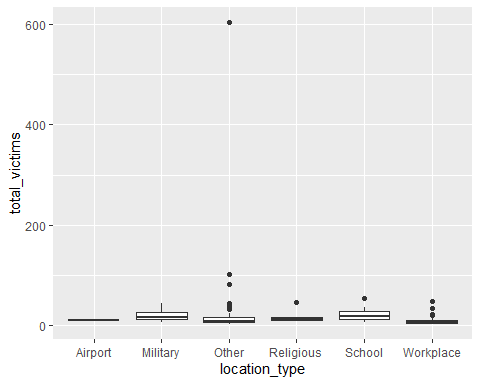 600
400
200
0
total_victims
Airport Military Other Religious School Workplace
location_type